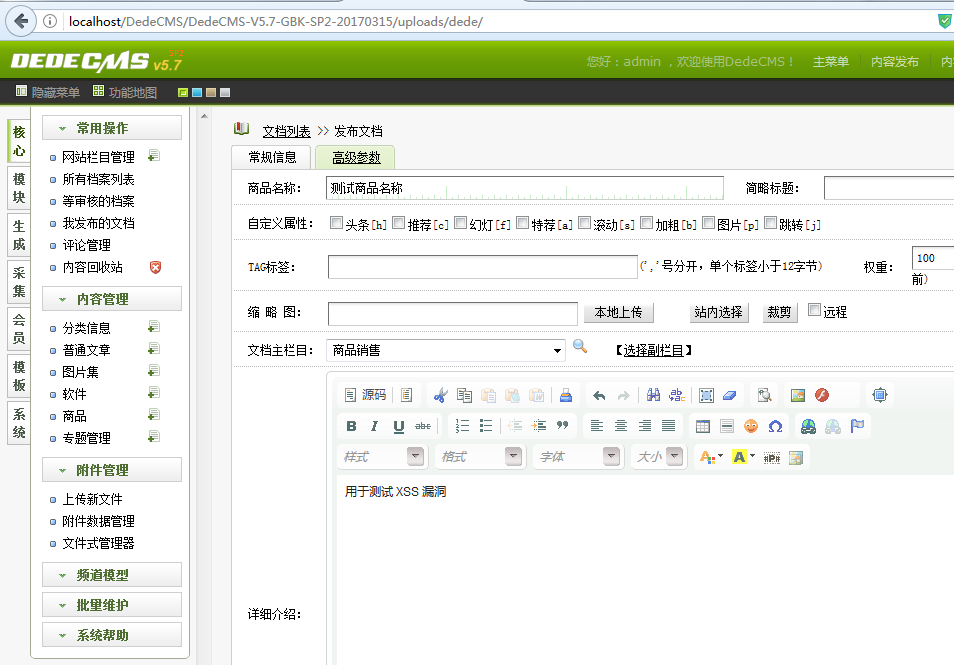 localhost/DedeCMS/DedeCMS-V5.7-GBK-SP2-20170315/uploads/dede/
DEDECMS v5.7 SP2
您好：admin ，欢迎使用DedeCMS！ 主菜单 内容发布 内
隐藏菜单 功能地图
核心
模块
生成
采集
会员
模板
系统
常用操作
网站栏目管理
所有档案列表
等审核的档案
我发布的文档
评论管理
内容回收站
内容管理
分类信息
普通文章
图片集
软件
商品
专题管理
附件管理
上传新文件
附件数据管理
文件式管理器
频道模型
批量维护
系统帮助
文档列表 >> 发布文档
常规信息 高级参数
商品名称： 测试商品名称 简略标题：
自定义属性： 头条[h] 推荐[c] 幻灯[f] 特荐[a] 滚动[s] 加粗[b] 图片[p] 跳转[j]
TAG标签： (','号分开，单个标签小于12字节) 权重： 100
前)
缩 略 图： 本地上传 站内选择 裁剪 远程
文档主栏目： 商品销售 【选择副栏目】
源码
B I U abc
样式 格式 字体 大小
A A
用于测试 XSS 漏洞
详细介绍：